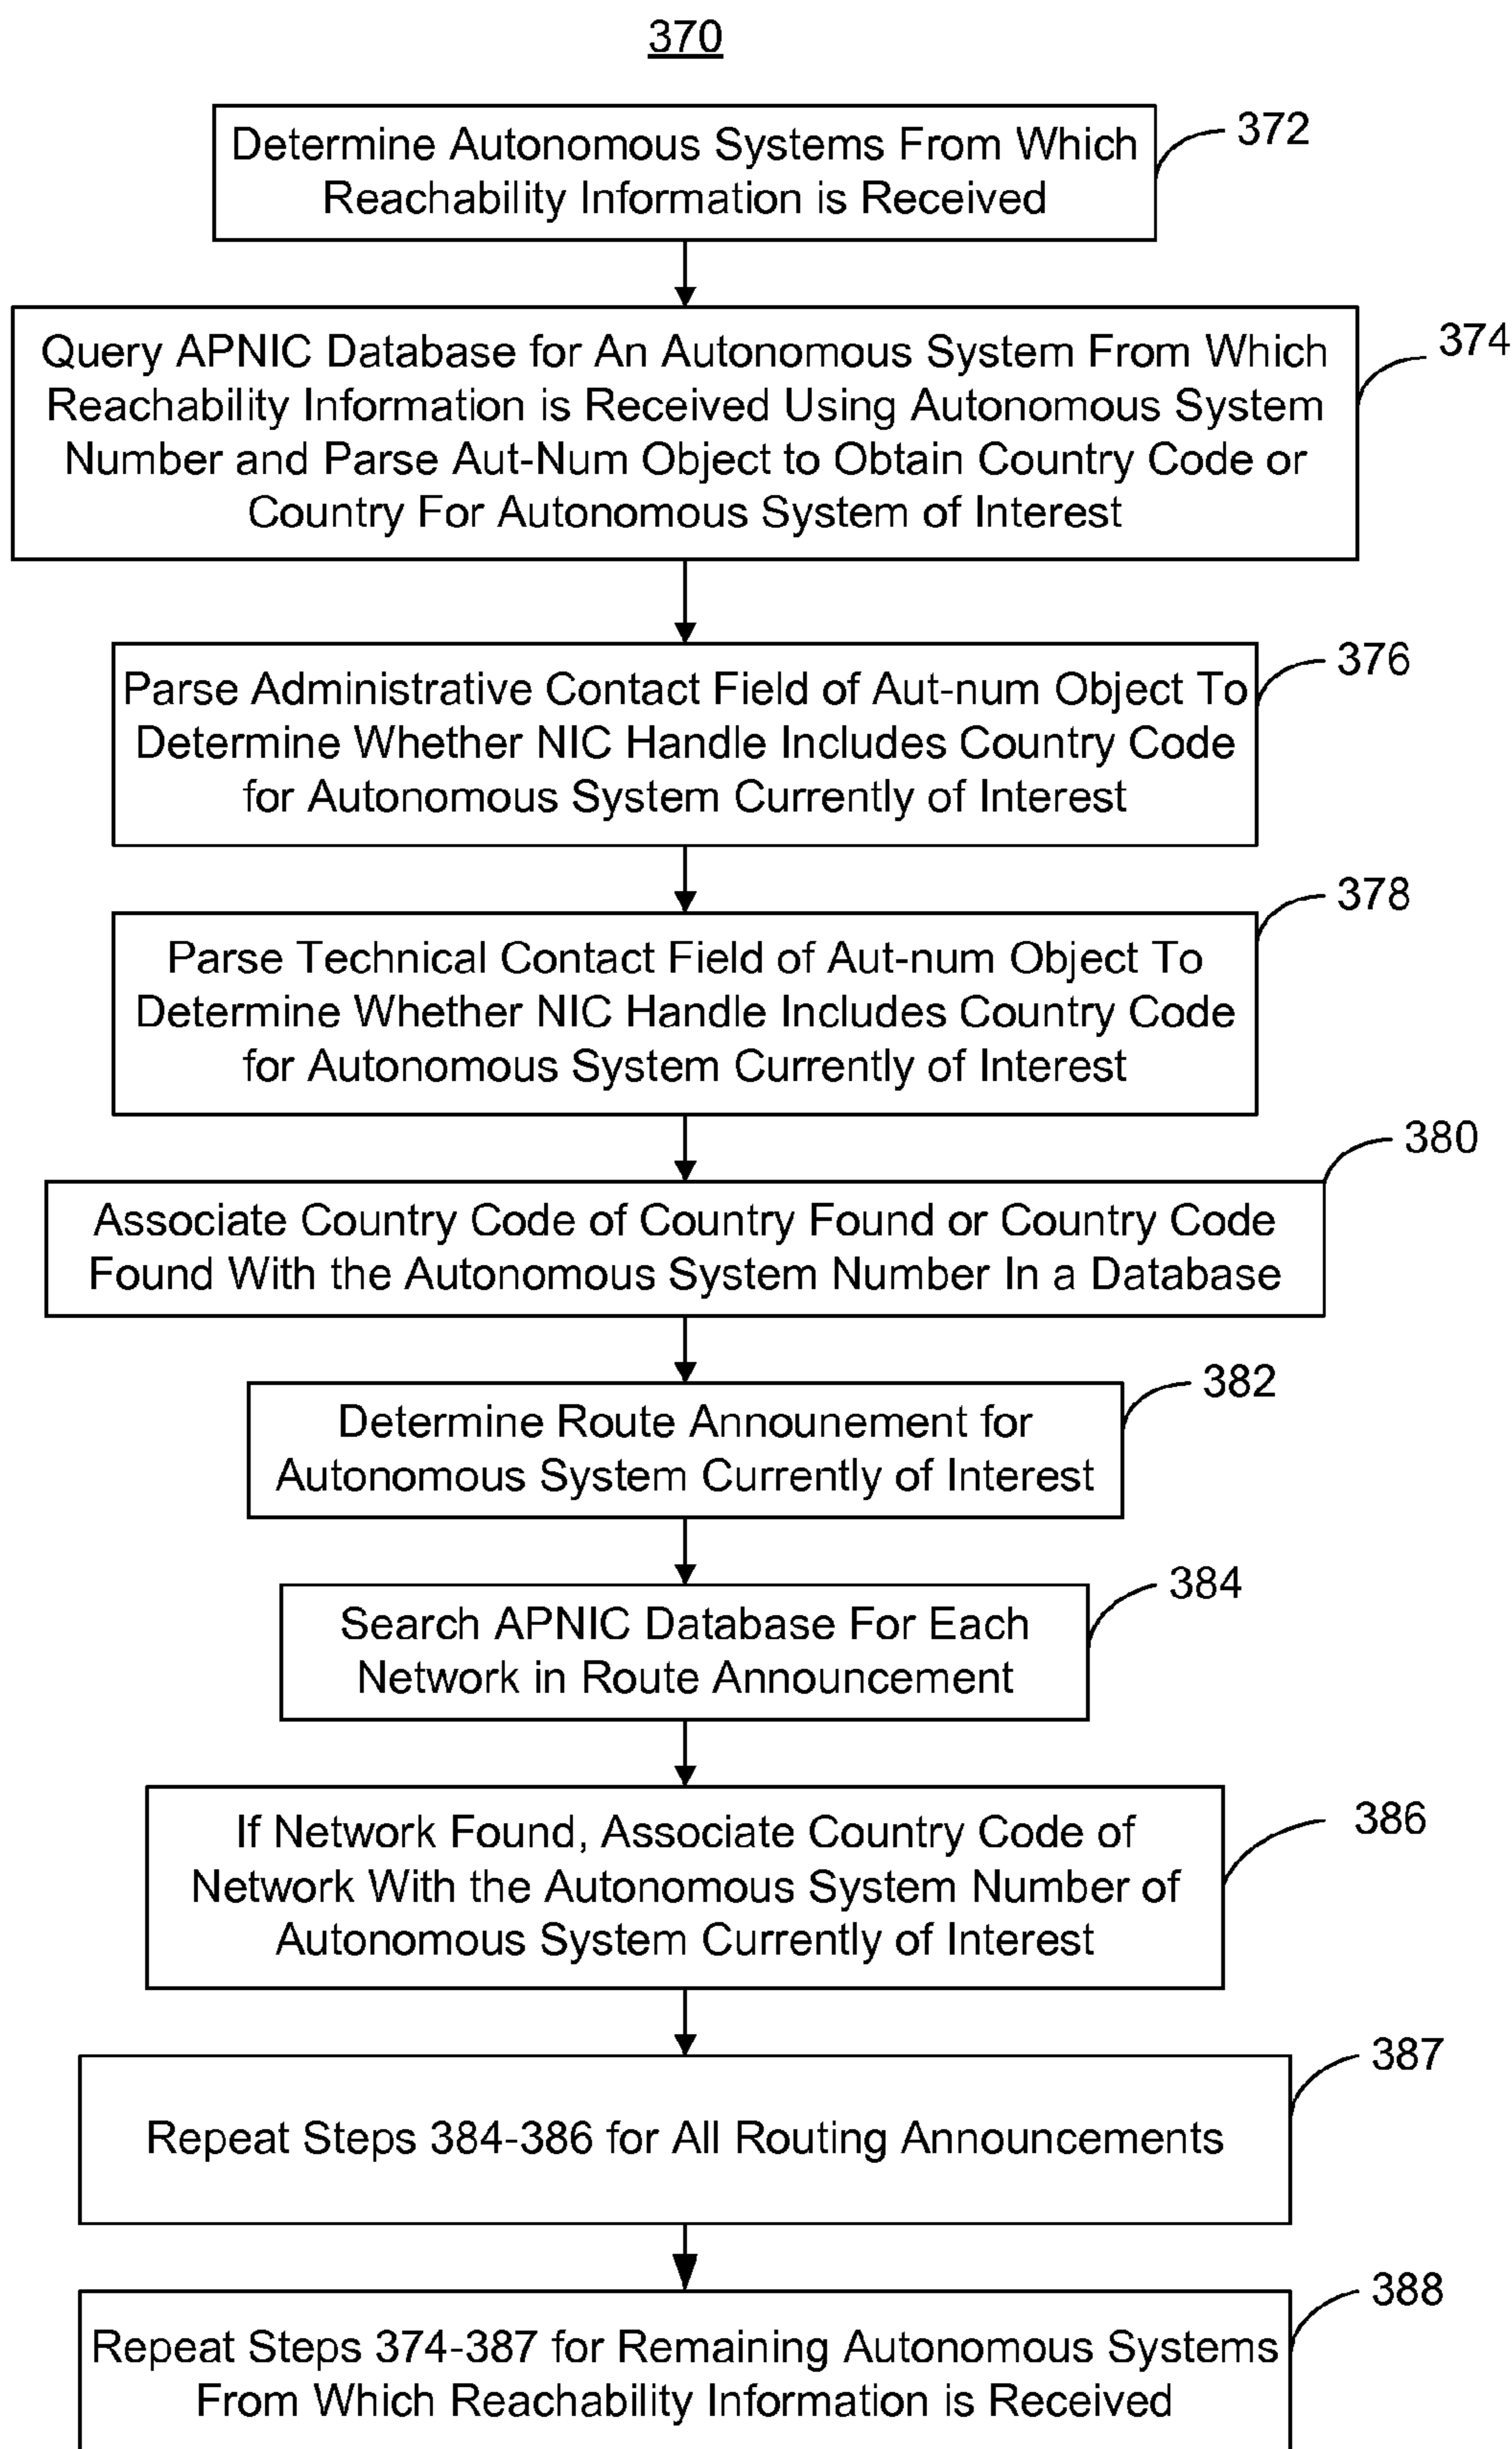 370
Determine Autonomous Systems From Which
Reachability Information is Received
372
Query APNIC Database for An Autonomous System From Which
Reachability Information is Received Using Autonomous System
Number and Parse Aut-Num Object to Obtain Country Code or
Country For Autonomous System of Interest
374
Parse Administrative Contact Field of Aut-num Object To
Determine Whether NIC Handle Includes Country Code
for Autonomous System Currently of Interest
376
Parse Technical Contact Field of Aut-num Object To
Determine Whether NIC Handle Includes Country Code
for Autonomous System Currently of Interest
378
Associate Country Code of Country Found or Country Code
Found With the Autonomous System Number In a Database
380
Determine Route Announement for
Autonomous System Currently of Interest
382
Search APNIC Database For Each
Network in Route Announcement
384
If Network Found, Associate Country Code of
Network With the Autonomous System Number of
Autonomous System Currently of Interest
386
Repeat Steps 384-386 for All Routing Announcements
387
Repeat Steps 374-387 for Remaining Autonomous Systems
From Which Reachability Information is Received
388